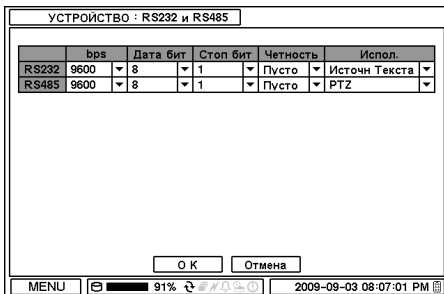 УСТРОЙСТВО : RS232 и RS485
bps Дата бит Стоп бит Четность Испол.
RS232 9600 8 1 Пусто Источн Текста
RS485 9600 8 1 Пусто PTZ
O K Отмена
MENU 91% 2009-09-03 08:07:01 PM